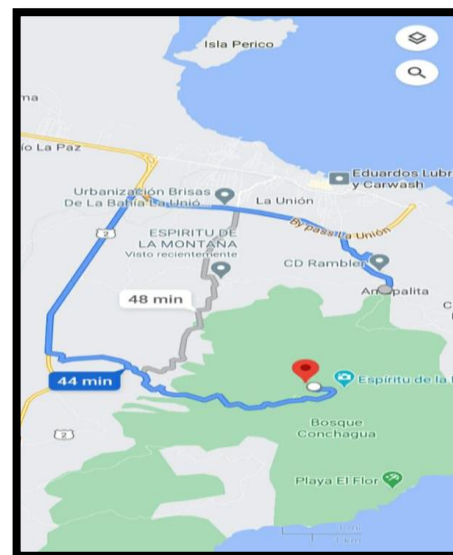 Isla Perico
ma
ío La Paz
Eduardos Lubr
y Carwash
Urbanización Brisas
De La Bahía La Unió
La Unión
By pass La Unión
2
ESPIRITU DE
LA MONTAÑA
Visto recientemente
CD Rambler
48 min
44 min
Espíritu de la
Bosque
Conchagua
2
Playa El Flor